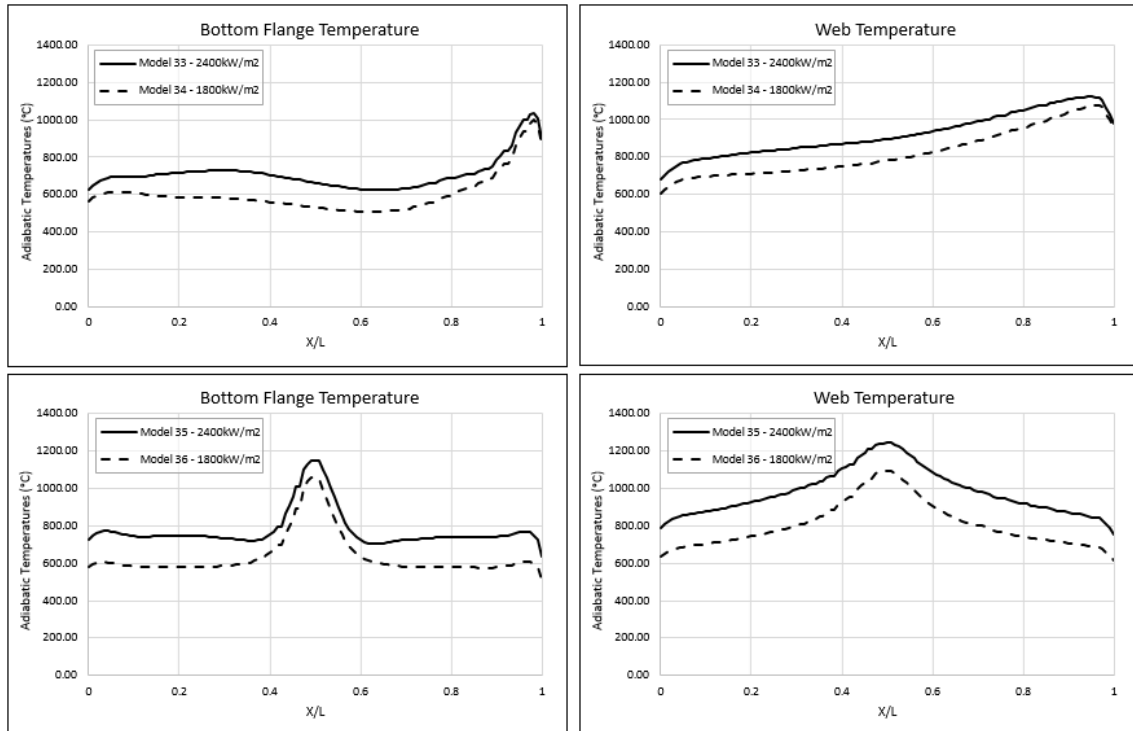 Bottom Flange Temperature
1400.00
1200.00
1000.00
800.00
600.00
400.00
200.00
0.00
Adiabatic Temperatures (°C)
Model 33 - 2400kW/m2
Model 34 - 1800kW/m2
0 0.2 0.4 0.6 0.8 1
X/L
Web Temperature
1400.00
1200.00
1000.00
800.00
600.00
400.00
200.00
0.00
Adiabatic Temperatures (°C)
Model 33 - 2400kW/m2
Model 34 - 1800kW/m2
0 0.2 0.4 0.6 0.8 1
X/L
Bottom Flange Temperature
1400.00
1200.00
1000.00
800.00
600.00
400.00
200.00
0.00
Adiabatic Temperatures (°C)
Model 35 - 2400kW/m2
Model 36 - 1800kW/m2
0 0.2 0.4 0.6 0.8 1
X/L
Web Temperature
1400.00
1200.00
1000.00
800.00
600.00
400.00
200.00
0.00
Adiabatic Temperatures (°C)
Model 35 - 2400kW/m2
Model 36 - 1800kW/m2
0 0.2 0.4 0.6 0.8 1
X/L